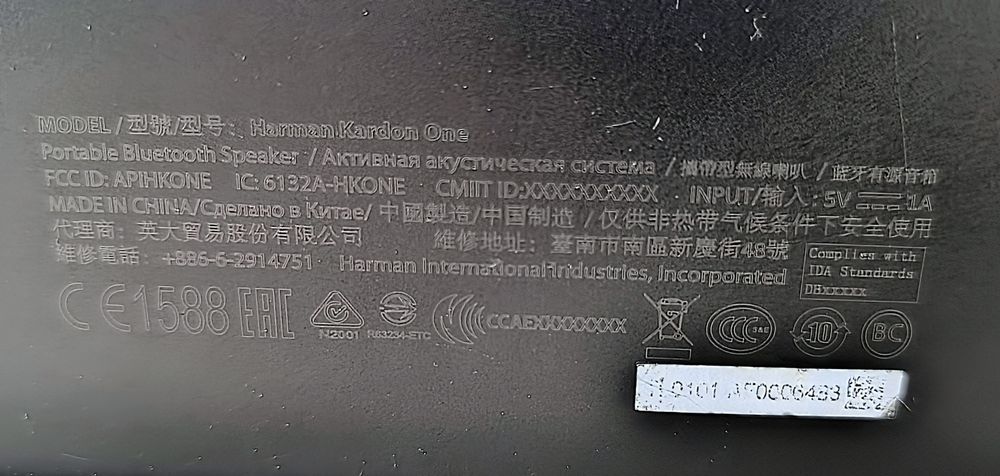 MODEL / 型號/型号: Harman Kardon One
Portable Bluetooth Speaker / Активная акустическая система / 攜帶型無線喇叭 / 蓝牙有源音箱
FCC ID: APIHKONE IC: 6132A-HKONE CMIIT ID:XXXXXXXXXX INPUT/输入: 5V 1A
MADE IN CHINA/Сделано в Китае/ 中國製造/中国制造 / 仅供非热带气候条件下安全使用
代理商: 英大貿易股份有限公司 維修地址: 臺南市南區新慶街48號
維修電話: +886-6-2914751 Harman International Industries, Incorporated
Complies with
IDA Standards
DBxxxxx
CE1588 EAC N2001 R63234-ETC CCAEXXXXXXXX CCC S&E 10 BC
0006483